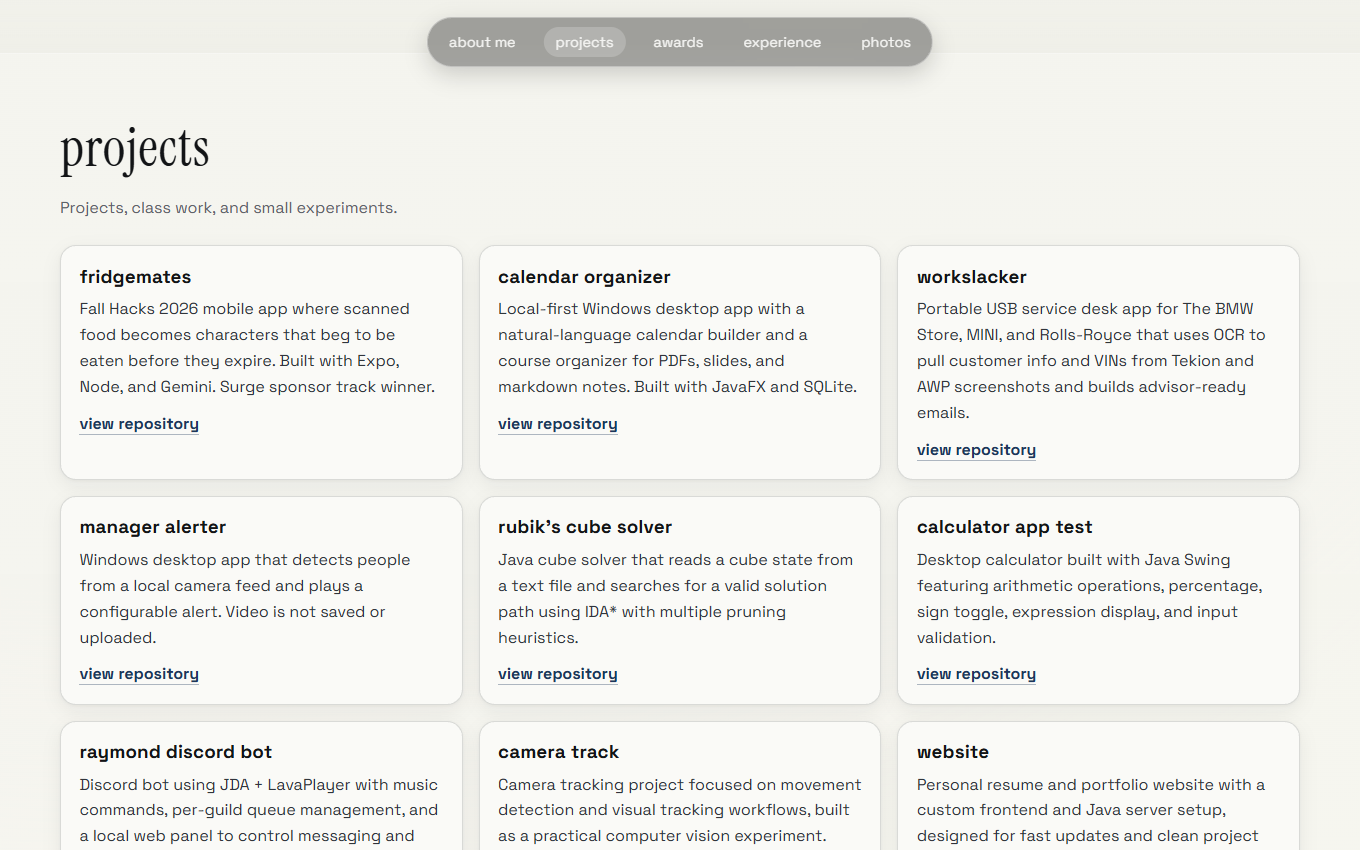 about me projects awards experience photos
projects
Projects, class work, and small experiments.
fridgemates
Fall Hacks 2026 mobile app where scanned
food becomes characters that beg to be
eaten before they expire. Built with Expo,
Node, and Gemini. Surge sponsor track winner.
view repository
calendar organizer
Local-first Windows desktop app with a
natural-language calendar builder and a
course organizer for PDFs, slides, and
markdown notes. Built with JavaFX and SQLite.
view repository
workslacker
Portable USB service desk app for The BMW
Store, MINI, and Rolls-Royce that uses OCR to
pull customer info and VINs from Tekion and
AWP screenshots and builds advisor-ready
emails.
view repository
manager alerter
Windows desktop app that detects people
from a local camera feed and plays a
configurable alert. Video is not saved or
uploaded.
view repository
rubik's cube solver
Java cube solver that reads a cube state from
a text file and searches for a valid solution
path using IDA* with multiple pruning
heuristics.
view repository
calculator app test
Desktop calculator built with Java Swing
featuring arithmetic operations, percentage,
sign toggle, expression display, and input
validation.
view repository
raymond discord bot
Discord bot using JDA + LavaPlayer with music
commands, per-guild queue management, and
a local web panel to control messaging and
camera track
Camera tracking project focused on movement
detection and visual tracking workflows, built
as a practical computer vision experiment.
website
Personal resume and portfolio website with a
custom frontend and Java server setup,
designed for fast updates and clean project